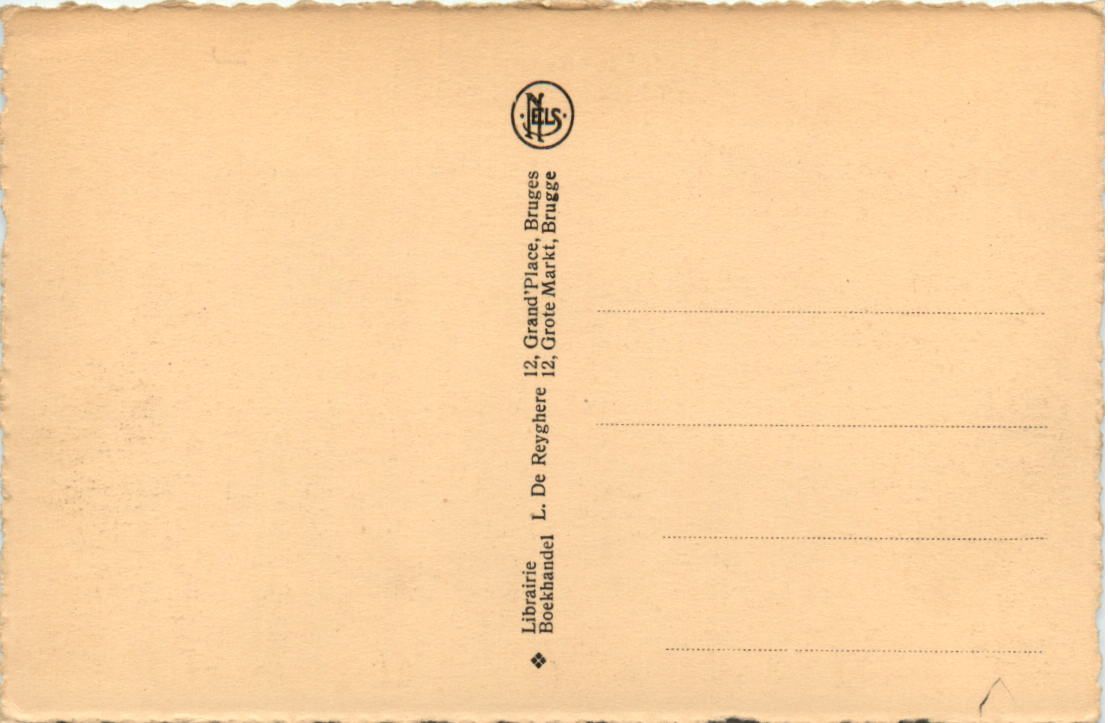 NELS
Librairie
Boekhandel
L. De Reyghere
12, Grand'Place, Bruges
12, Grote Markt, Brugge